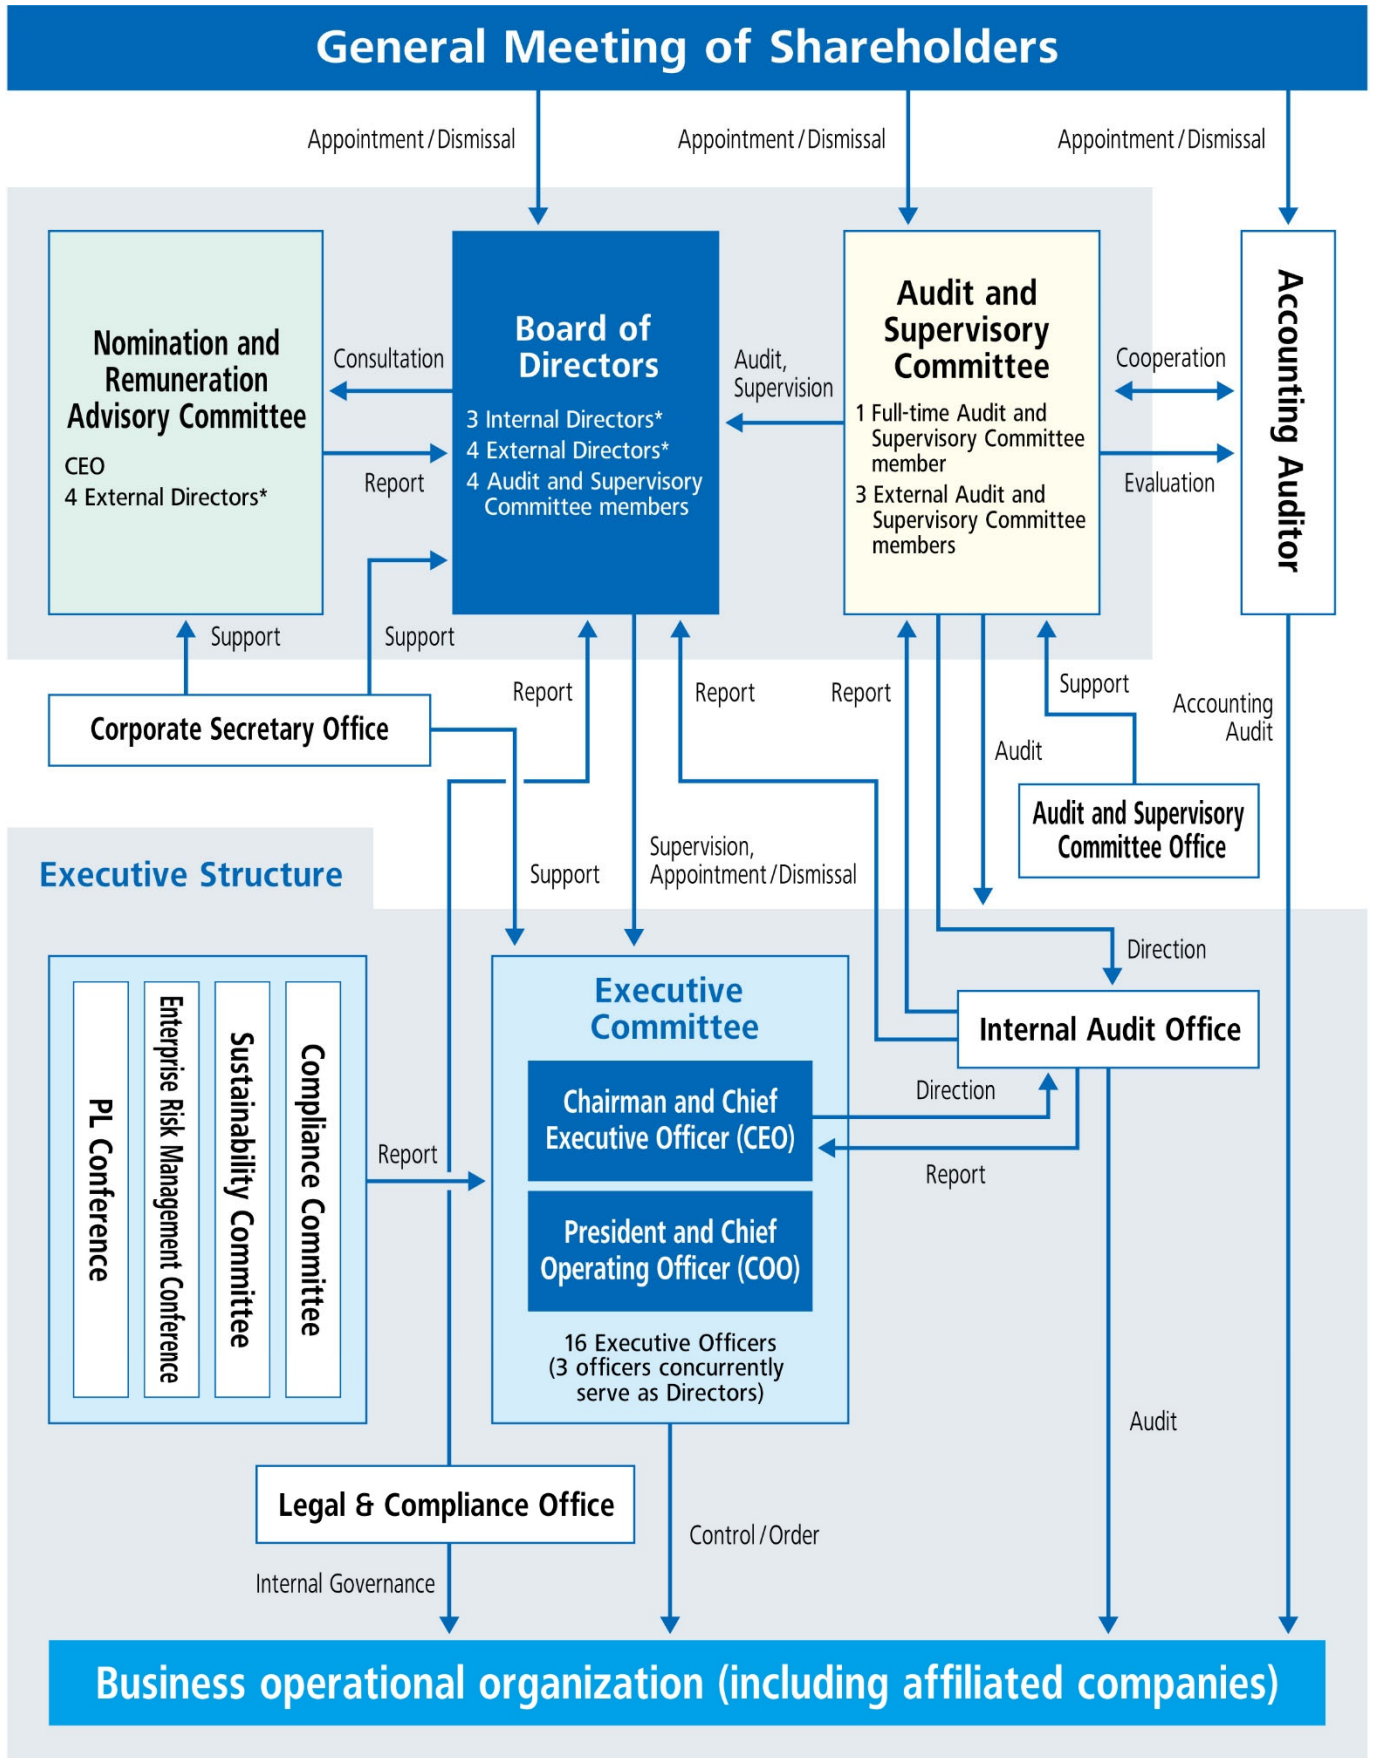 General Meeting of Shareholders
Appointment / Dismissal
Appointment / Dismissal
Appointment / Dismissal
Nomination and
Remuneration
Advisory Committee
CEO
4 External Directors*
Consultation
Report
Board of
Directors
3 Internal Directors*
4 External Directors*
4 Audit and Supervisory
Committee members
Audit,
Supervision
Audit and
Supervisory
Committee
1 Full-time Audit and
Supervisory Committee
member
3 External Audit and
Supervisory Committee
members
Cooperation
Evaluation
Accounting Auditor
Support
Support
Report
Report
Report
Support
Accounting
Audit
Corporate Secretary Office
Audit
Audit and Supervisory
Committee Office
Executive Structure
Support
Supervision,
Appointment / Dismissal
Direction
PL Conference
Enterprise Risk Management Conference
Sustainability Committee
Compliance Committee
Report
Executive
Committee
Chairman and Chief
Executive Officer (CEO)
President and Chief
Operating Officer (COO)
16 Executive Officers
(3 officers concurrently
serve as Directors)
Internal Audit Office
Direction
Report
Audit
Legal & Compliance Office
Internal Governance
Control / Order
Business operational organization (including affiliated companies)